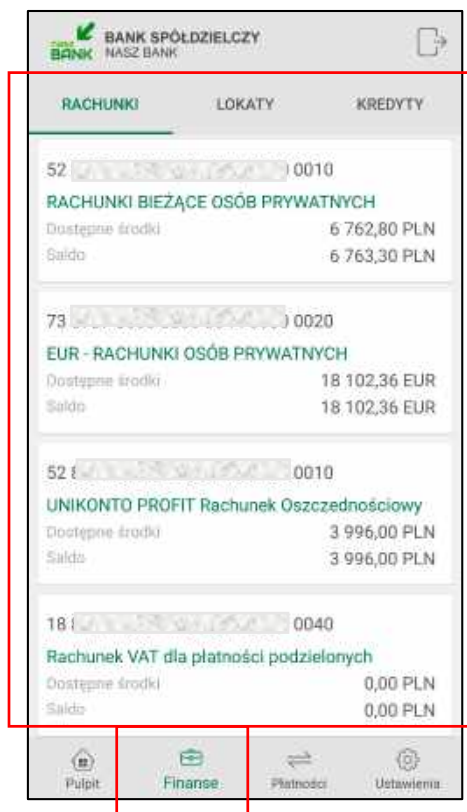 BANK SPÓŁDZIELCZY
NASZ BANK
NASZ
BANK
RACHUNKI LOKATY KREDYTY
52 0010
RACHUNKI BIEŻĄCE OSÓB PRYWATNYCH
Dostępne środki 6 762,80 PLN
Saldo 6 763,30 PLN
73 0020
EUR - RACHUNKI OSÓB PRYWATNYCH
Dostępne środki 18 102,36 EUR
Saldo 18 102,36 EUR
52 8 0010
UNIKONTO PROFIT Rachunek Oszczędnościowy
Dostępne środki 3 996,00 PLN
Saldo 3 996,00 PLN
18 0040
Rachunek VAT dla płatności podzielonych
Dostępne środki 0,00 PLN
Saldo 0,00 PLN
Pulpit Finanse Płatności Ustawienia